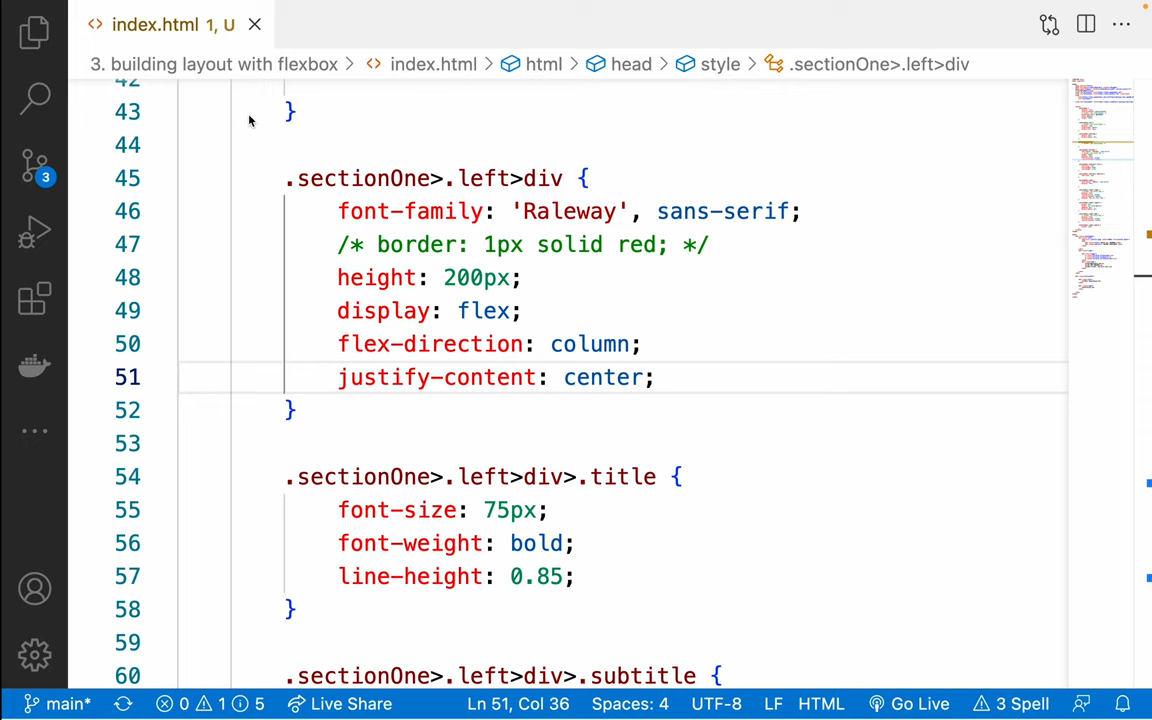 index.html 1, U
3. building layout with flexbox > index.html > html > head > style > .sectionOne>.left>div
42
43 }
44
45 .sectionOne>.left>div {
46 font-family: 'Raleway', sans-serif;
47 /* border: 1px solid red; */
48 height: 200px;
49 display: flex;
50 flex-direction: column;
51 justify-content: center;
52 }
53
54 .sectionOne>.left>div>.title {
55 font-size: 75px;
56 font-weight: bold;
57 line-height: 0.85;
58 }
59
60 .sectionOne>.left>div>.subtitle {
3
main* 0 1 5 Live Share Ln 51, Col 36 Spaces: 4 UTF-8 LF HTML Go Live 3 Spell